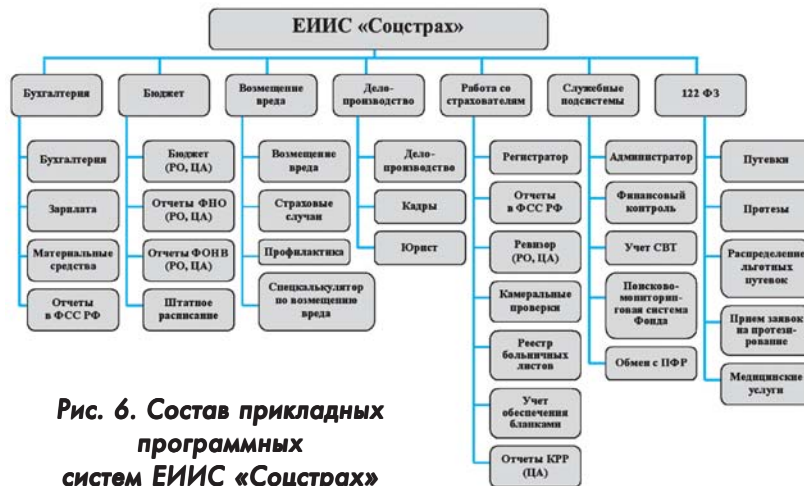 ЕИИС «Соцстрах»
Бухгалтерия
Бюджет
Возмещение
вреда
Дело-
производство
Работа со
страхователям
Служебные
подсистемы
122 ФЗ
Бухгалтерия
Зарплата
Материальные
средства
Отчеты
в ФСС РФ
Бюджет
(РО, ЦА)
Отчеты ФНО
(РО, ЦА)
Отчеты ФОНВ
(РО, ЦА)
Штатное
расписание
Возмещение
вреда
Страховые
случаи
Профилактика
Спецкалькулятор
по возмещению
вреда
Дело-
производство
Кадры
Юрист
Регистратор
Отчеты
в ФСС РФ
Ревизор
(РО, ЦА)
Камеральные
проверки
Реестр
больничных
листов
Учет
обеспечения
бланками
Отчеты КРР
(ЦА)
Администратор
Финансовый
контроль
Учет СВТ
Поисково-
мониторин-
говая система
Фонда
Обмен с ПФР
Путевки
Протезы
Распределение
льготных
путевок
Прием заявок
на протези-
рование
Медицинские
услуги
Рис. 6. Состав прикладных
программных
систем ЕИИС «Соцстрах»